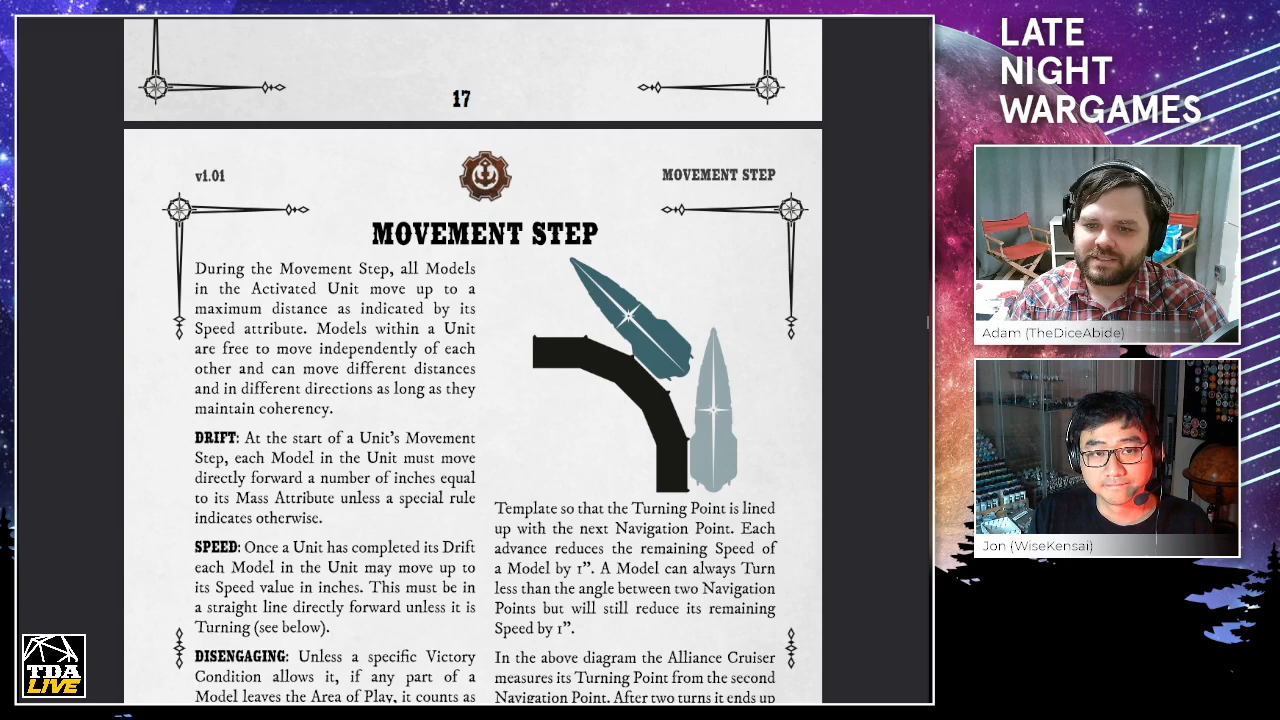 17
v1.01
MOVEMENT STEP
MOVEMENT STEP
During the Movement Step, all Models
in the Activated Unit move up to a
maximum distance as indicated by its
Speed attribute. Models within a Unit
are free to move independently of each
other and can move different distances
and in different directions as long as they
maintain coherency.
DRIFT: At the start of a Unit's Movement
Step, each Model in the Unit must move
directly forward a number of inches equal
to its Mass Attribute unless a special rule
indicates otherwise.
SPEED: Once a Unit has completed its Drift
each Model in the Unit may move up to
its Speed value in inches. This must be in
a straight line directly forward unless it is
Turning (see below).
DISENGAGING: Unless a specific Victory
Condition allows it, if any part of a
Model leaves the Area of Play, it counts as
Template so that the Turning Point is lined
up with the next Navigation Point. Each
advance reduces the remaining Speed of
a Model by 1”. A Model can always Turn
less than the angle between two Navigation
Points but will still reduce its remaining
Speed by 1”.
In the above diagram the Alliance Cruiser
measures its Turning Point from the second
Navigation Point. After two turns it ends up
LATE
NIGHT
WARGAMES
Adam (TheDiceAbide)
Jon (WiseKensai)
TDA
LIVE